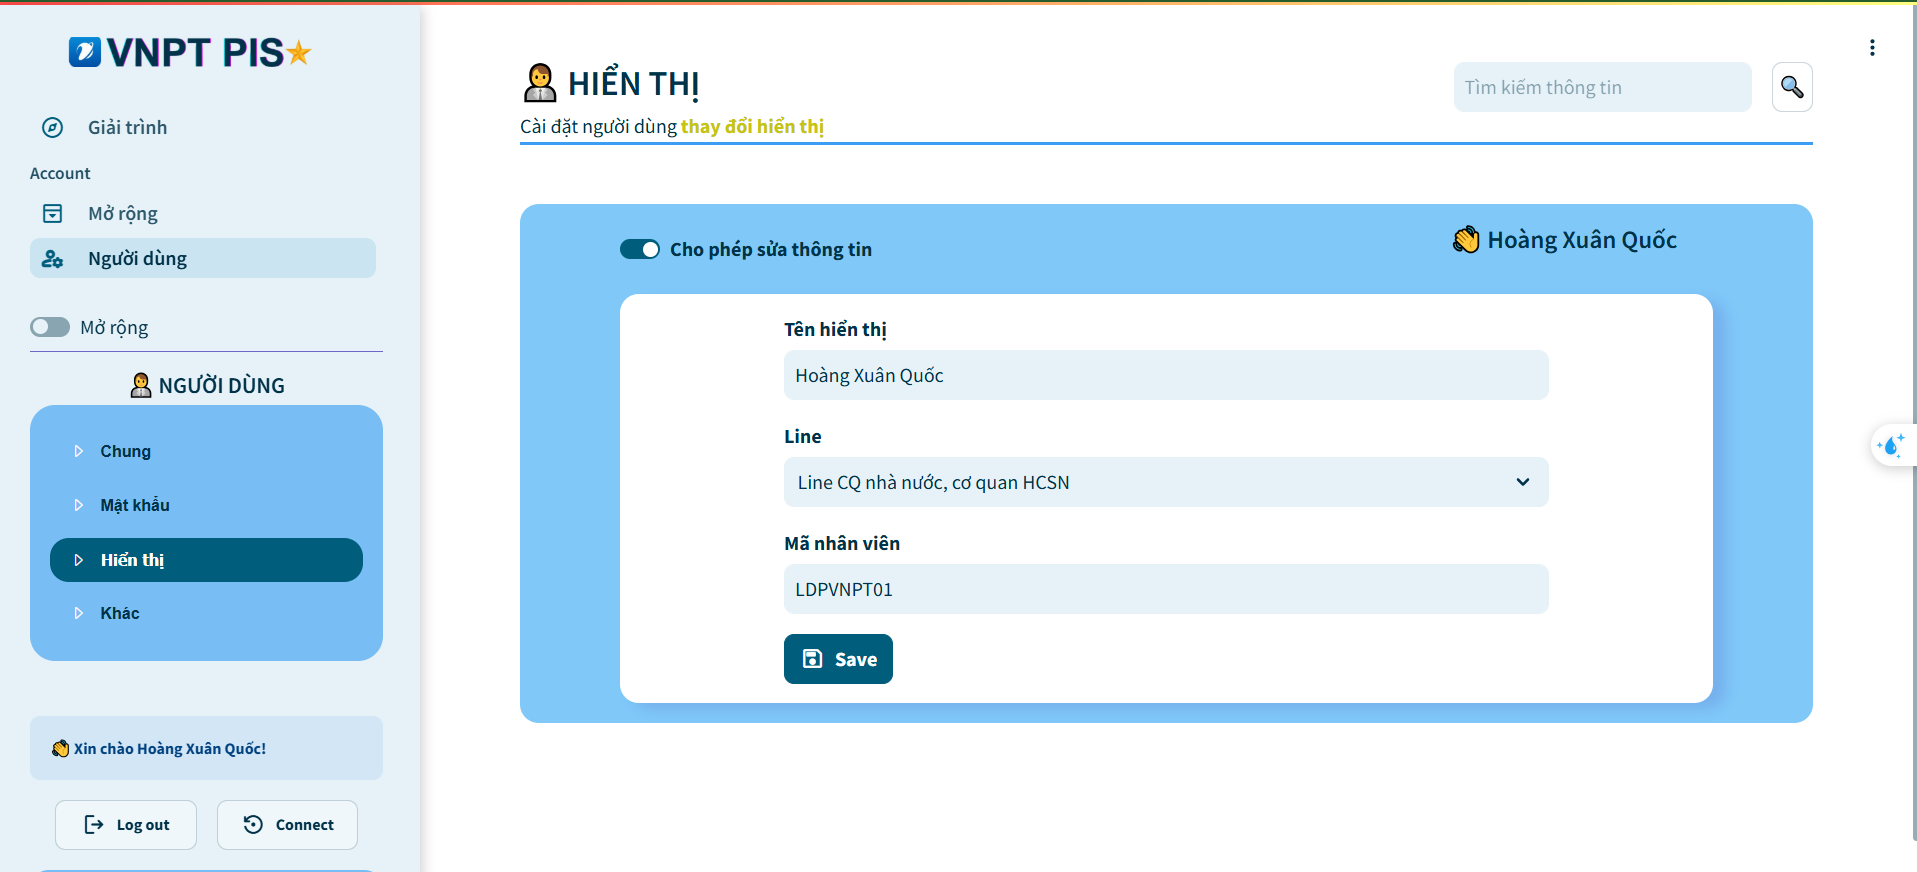 VNPT PIS
Giải trình
Account
Mở rộng
Người dùng
Mở rộng
NGƯỜI DÙNG
Chung
Mật khẩu
Hiển thị
Khác
Xin chào Hoàng Xuân Quốc!
Log out
Connect
HIỂN THỊ
Cài đặt người dùng thay đổi hiển thị
Tìm kiếm thông tin
Cho phép sửa thông tin
Hoàng Xuân Quốc
Tên hiển thị
Hoàng Xuân Quốc
Line
Line CQ nhà nước, cơ quan HCSN
Mã nhân viên
LDPVNPT01
Save